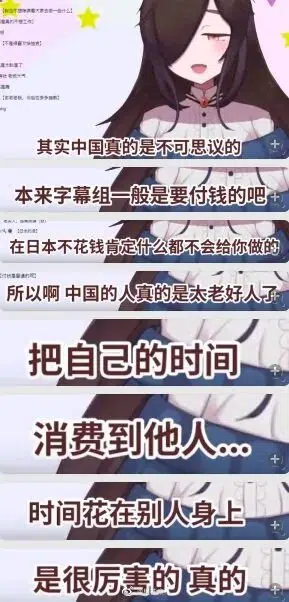 其实中国真的是不可思议的
本来字幕组一般是要付钱的吧
在日本不花钱肯定什么都不会给你做的
所以啊 中国的人真的是太老好人了
把自己的时间
消费到他人...
时间花在别人身上
是很厉害的 真的